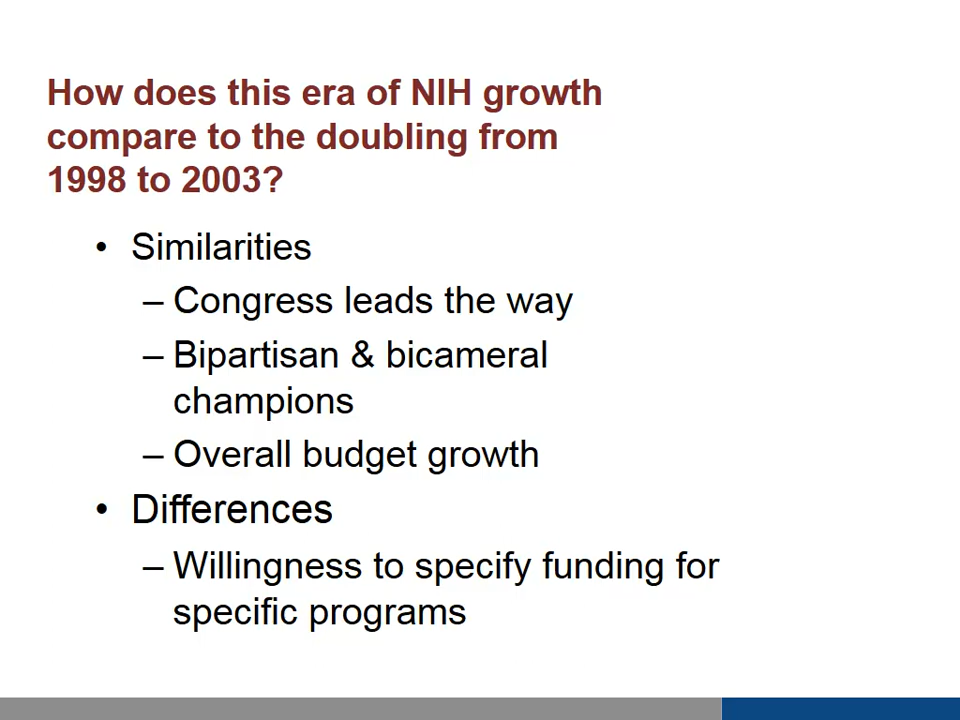 How does this era of NIH growth
compare to the doubling from
1998 to 2003?
• Similarities
– Congress leads the way
– Bipartisan & bicameral
champions
– Overall budget growth
• Differences
– Willingness to specify funding for
specific programs